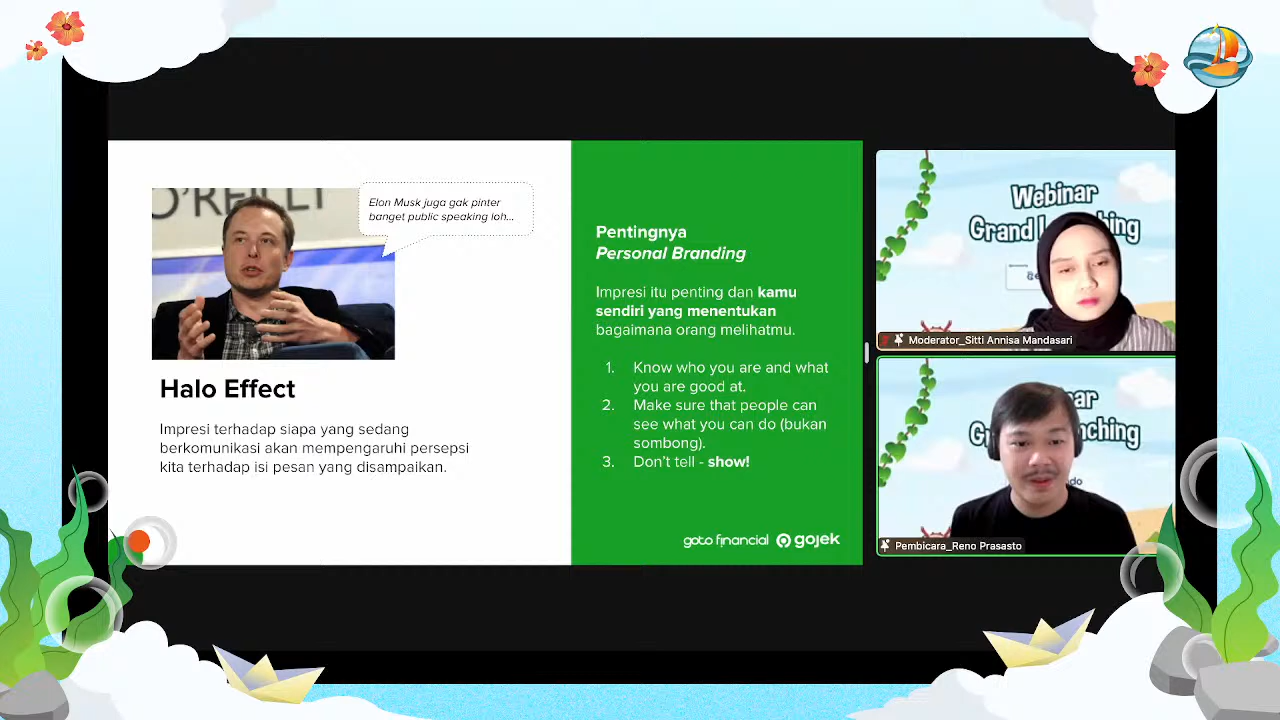 O'REILLY
Elon Musk juga gak pinter
banget public speaking loh...
Halo Effect
Impresi terhadap siapa yang sedang
berkomunikasi akan mempengaruhi persepsi
kita terhadap isi pesan yang disampaikan.
Pentingnya
Personal Branding
Impresi itu penting dan kamu
sendiri yang menentukan
bagaimana orang melihatmu.
1. Know who you are and what
you are good at.
2. Make sure that people can
see what you can do (bukan
sombong).
3. Don't tell - show!
goto financial gojek
Webinar
Moderator_Sitti Annisa Mandasari
Pembicara_Reno Prasasto